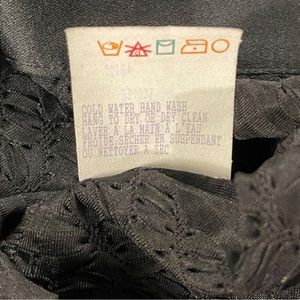 COLD WATER HAND WASH
HANG TO DRY OR DRY CLEAN
LAVER A LA MAIN A L'EAU
FROIDE.SECHER EN SUSPENDANT
OU NETTOYER A.SEC